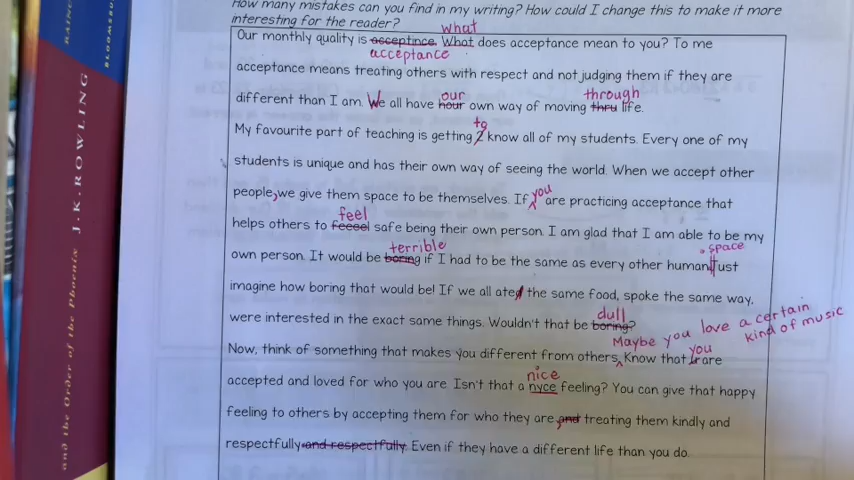 RAINC
BLOOMSBU
J.K. ROWLING
and the Order of the Phoenix
How many mistakes can you find in my writing? How could I change this to make it more
interesting for the reader?
what
Our monthly quality is acceptince. What does acceptance mean to you? To me
acceptance
acceptance means treating others with respect and not judging them if they are
our through
different than I am. We all have hour own way of moving thru life.
to
My favourite part of teaching is getting 2 know all of my students. Every one of my
students is unique and has their own way of seeing the world. When we accept other
you
people, we give them space to be themselves. If are practicing acceptance that
feel
helps others to feeeel safe being their own person. I am glad that I am able to be my
terrible . space
own person. It would be boring if I had to be the same as every other human Just
imagine how boring that would be! If we all ated the same food, spoke the same way,
dull
were interested in the exact same things. Wouldn't that be boring?
Maybe you love a certain
kind of music
you
Now, think of something that makes you different from others. Know that are
nice
accepted and loved for who you are. Isn't that a nyce feeling? You can give that happy
feeling to others by accepting them for who they are, and treating them kindly and
respectfully and respectfully. Even if they have a different life than you do.